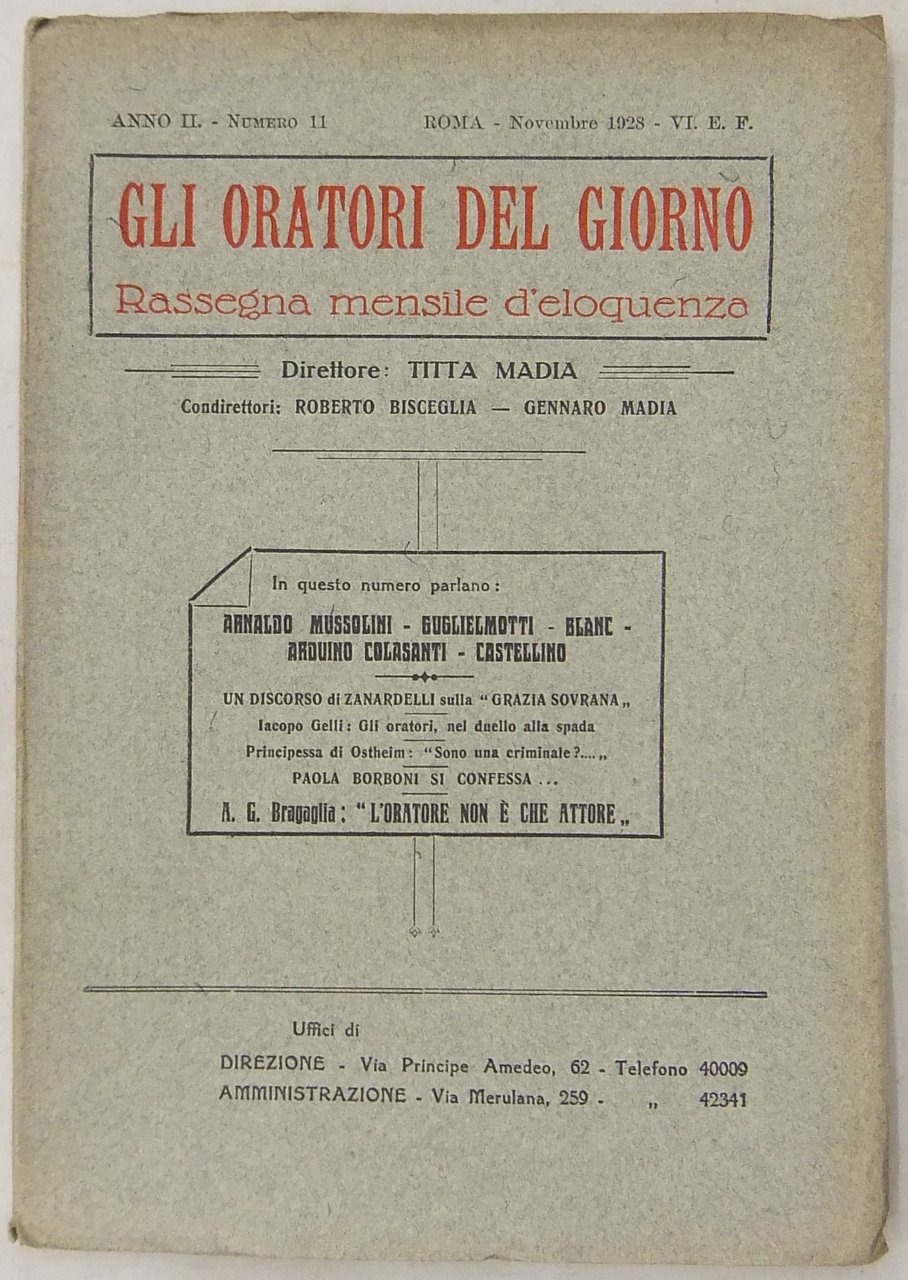 ANNO II. - NUMERO 11 ROMA - Novembre 1928 - VI. E. F.
GLI ORATORI DEL GIORNO
Rassegna mensile d'eloquenza
Direttore: TITTA MADIA
Condirettori: ROBERTO BISCEGLIA — GENNARO MADIA
In questo numero parlano:
ARNALDO MUSSOLINI - GUGLIELMOTTI - BLANC -
ARDUINO COLASANTI - CASTELLINO
UN DISCORSO di ZANARDELLI sulla “GRAZIA SOVRANA„
Iacopo Gelli: Gli oratori, nel duello alla spada
Principessa di Ostheim: “Sono una criminale?....„
PAOLA BORBONI SI CONFESSA ...
A. G. Bragaglia: “L'ORATORE NON È CHE ATTORE„
Uffici di
DIREZIONE - Via Principe Amedeo, 62 - Telefono 40009
AMMINISTRAZIONE - Via Merulana, 259 - „ 42341